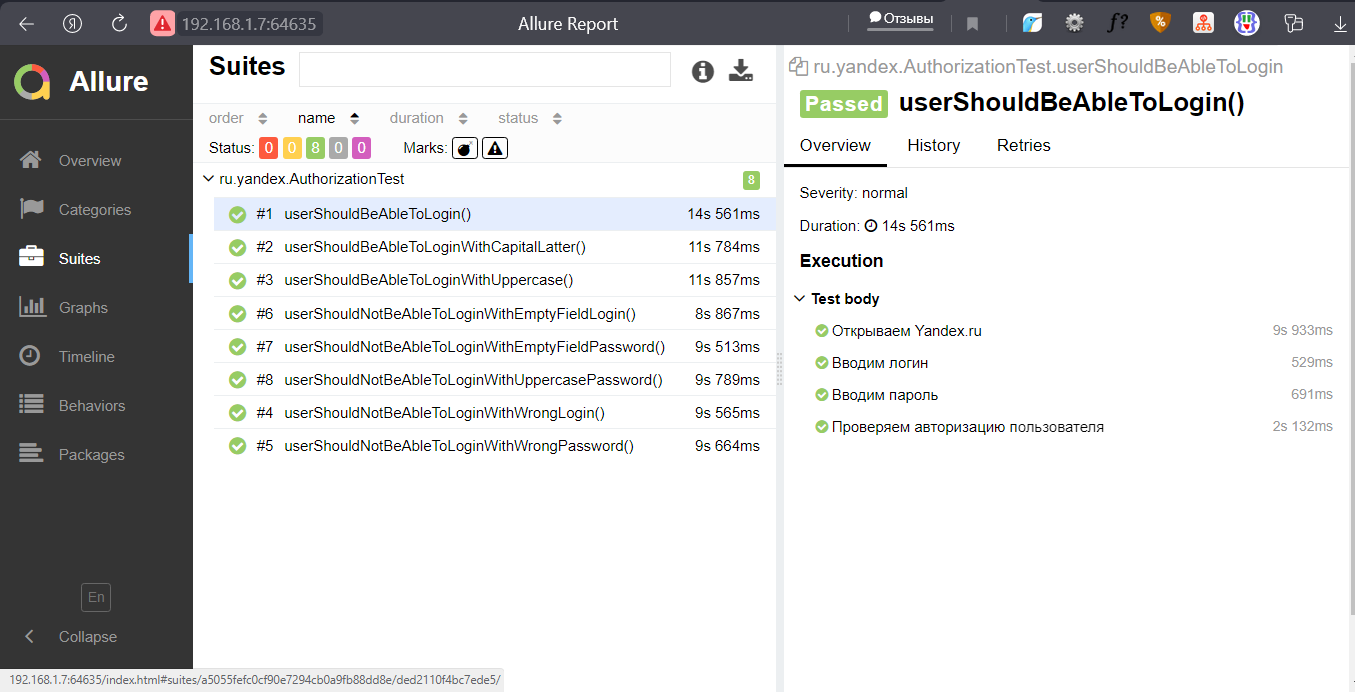 192.168.1.7:64635 Allure Report Отзывы
Allure
Overview
Categories
Suites
Graphs
Timeline
Behaviors
Packages
En
Collapse
Suites
order name duration status
Status: 0 0 8 0 0 Marks:
ru.yandex.AuthorizationTest 8
#1 userShouldBeAbleToLogin() 14s 561ms
#2 userShouldBeAbleToLoginWithCapitalLatter() 11s 784ms
#3 userShouldBeAbleToLoginWithUppercase() 11s 857ms
#6 userShouldNotBeAbleToLoginWithEmptyFieldLogin() 8s 867ms
#7 userShouldNotBeAbleToLoginWithEmptyFieldPassword() 9s 513ms
#8 userShouldNotBeAbleToLoginWithUppercasePassword() 9s 789ms
#4 userShouldNotBeAbleToLoginWithWrongLogin() 9s 565ms
#5 userShouldNotBeAbleToLoginWithWrongPassword() 9s 664ms
ru.yandex.AuthorizationTest.userShouldBeAbleToLogin
Passed userShouldBeAbleToLogin()
Overview History Retries
Severity: normal
Duration: 14s 561ms
Execution
Test body
Открываем Yandex.ru 9s 933ms
Вводим логин 529ms
Вводим пароль 691ms
Проверяем авторизацию пользователя 2s 132ms
192.168.1.7:64635/index.html#suites/a5055fefc0cf90e7294cb0a9fb88dd8e/ded2110f4bc7ede5/